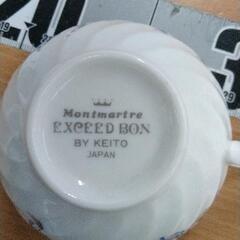 Montmartre
EXCEED BON
BY KEITO
JAPAN